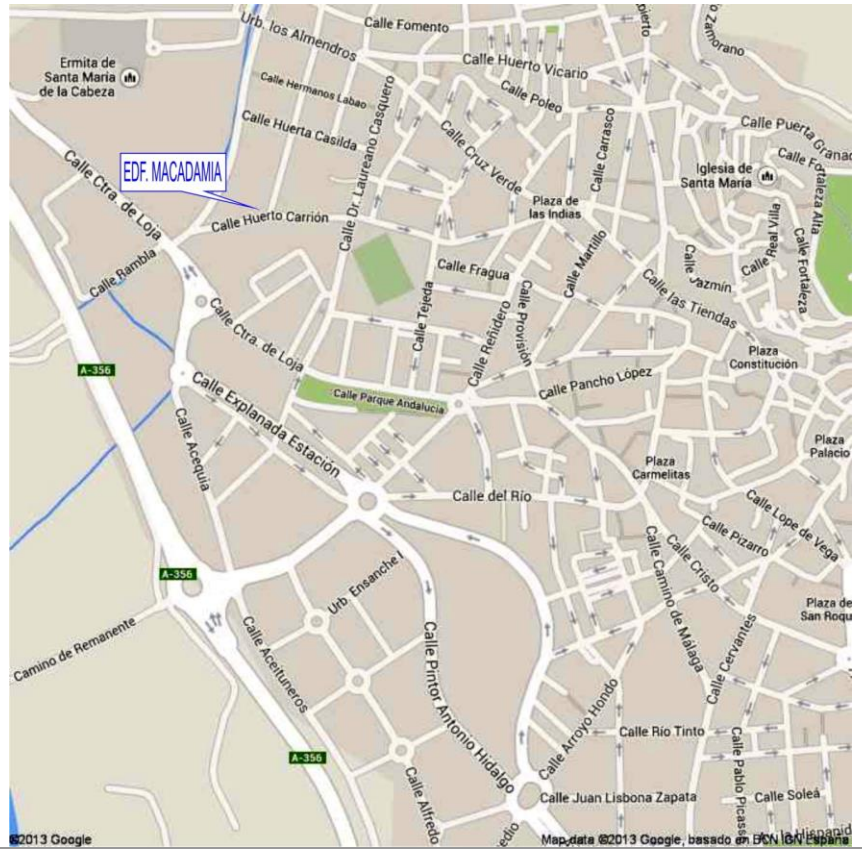 Calle Fomento
Urb. los Almendros
Zamorano
Ermita de
Santa María
de la Cabeza
Calle Huerto Vicario
Calle Hermanos Labao
Calle Poleo
Calle Dr. Laureano Casquero
Calle Huerta Casilda
Calle Cruz Verde
Calle Carrasco
Calle Puerta Granad
Calle Fortaleza Alta
Iglesia de
Santa María
EDF. MACADAMIA
Calle Ctra. de Loja
Calle Huerto Carrión
Plaza de
las Indias
Calle Real Villa
Calle Fortaleza
Calle Rambla
Calle Martillo
Calle Fragua
Calle Jazmín
Calle las Tiendas
Calle Tejeda
Calle Reñidero
Calle Provisión
Calle Ctra. de Loja
Plaza
Constitución
A-356
Calle Explanada Estación
Calle Parque Andalucía
Calle Pancho López
Calle Acequia
Plaza
Carmelitas
Plaza
Palacio
Calle del Río
Calle Lope de Vega
Calle Pizarro
Calle Cristo
Calle Camino de Málaga
A-356
Urb. Ensanche I
Plaza de
San Roqu
Camino de Remanente
Calle Aceituneros
Calle Pintor Antonio Hidalgo
Calle Cervantes
Calle Arroyo Hondo
Calle Río Tinto
A-356
Calle Pablo Picass
Calle Alfredo
Calle Juan Lisbona Zapata
Calle Soleá
©2013 Google
Map data ©2013 Google, basado en BCN IGN España